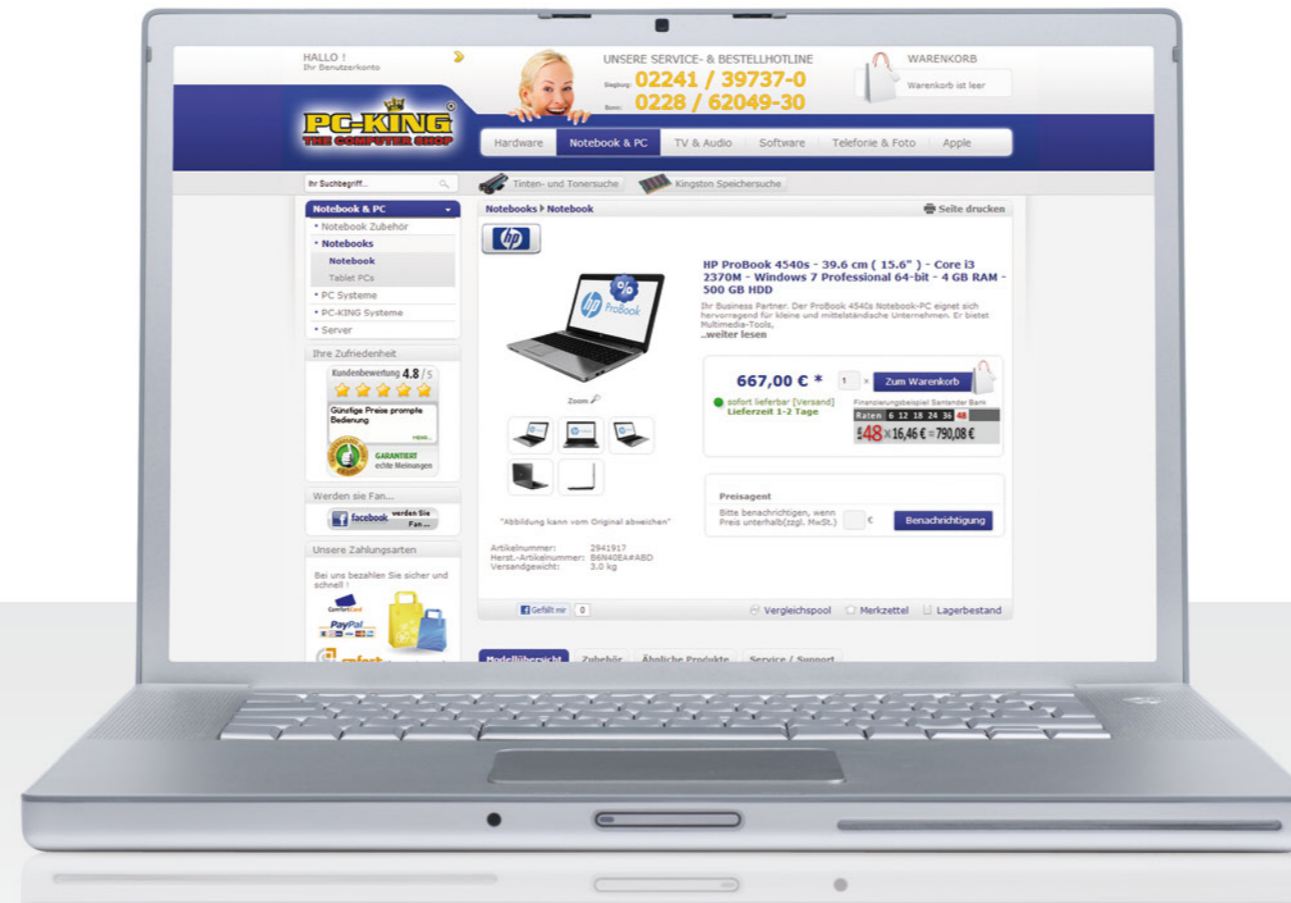 HALLO !
Ihr Benutzerkonto
UNSERE SERVICE- & BESTELLHOTLINE
Siegburg: 02241 / 39737-0
Bonn: 0228 / 62049-30
WARENKORB
Warenkorb ist leer
PC-KING
®
THE COMPUTER SHOP
Hardware Notebook & PC TV & Audio Software Telefonie & Foto Apple
Ihr Suchbegriff...
Tinten- und Tonersuche
Kingston Speichersuche
Notebook & PC
Notebook Zubehör
Notebooks
Notebook
Tablet PCs
PC Systeme
PC-KING Systeme
Server
Ihre Zufriedenheit
Kundenbewertung 4.8 / 5
Günstige Preise prompte
Bedienung
MEHR...
GARANTIERT
echte Meinungen
Werden sie Fan...
facebook werden Sie
Fan ...
Unsere Zahlungsarten
Bei uns bezahlen Sie sicher und
schnell !
ComfortCard
PayPal
Notebooks Notebook
Seite drucken
hp
hp ProBook
%
Zoom
"Abbildung kann vom Original abweichen"
Artikelnummer: 2941917
Herst.-Artikelnummer: B6N40EA#ABD
Versandgewicht: 3.0 kg
HP ProBook 4540s - 39.6 cm ( 15.6" ) - Core i3
2370M - Windows 7 Professional 64-bit - 4 GB RAM -
500 GB HDD
Ihr Business Partner. Der ProBook 4540s Notebook-PC eignet sich
hervorragend für kleine und mittelständische Unternehmen. Er bietet
Multimedia-Tools,
..weiter lesen
667,00 € *
1 × Zum Warenkorb
sofort lieferbar [Versand]
Lieferzeit 1-2 Tage
Finanzierungsbeispiel Santander Bank
Raten 6 12 18 24 36 48
48 × 16,46 € = 790,08 €
Preisagent
Bitte benachrichtigen, wenn
Preis unterhalb(zzgl. MwSt.) €
Benachrichtigung
Gefällt mir 0
Vergleichspool Merkzettel Lagerbestand
Modellübersicht Zubehör Ähnliche Produkte Service / Support